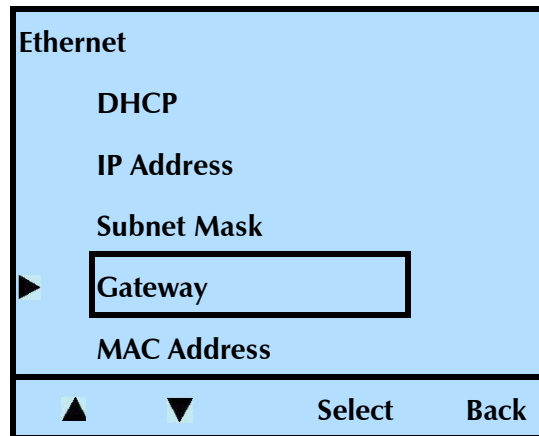 Ethernet
DHCP
IP Address
Subnet Mask
Gateway
MAC Address
Select Back